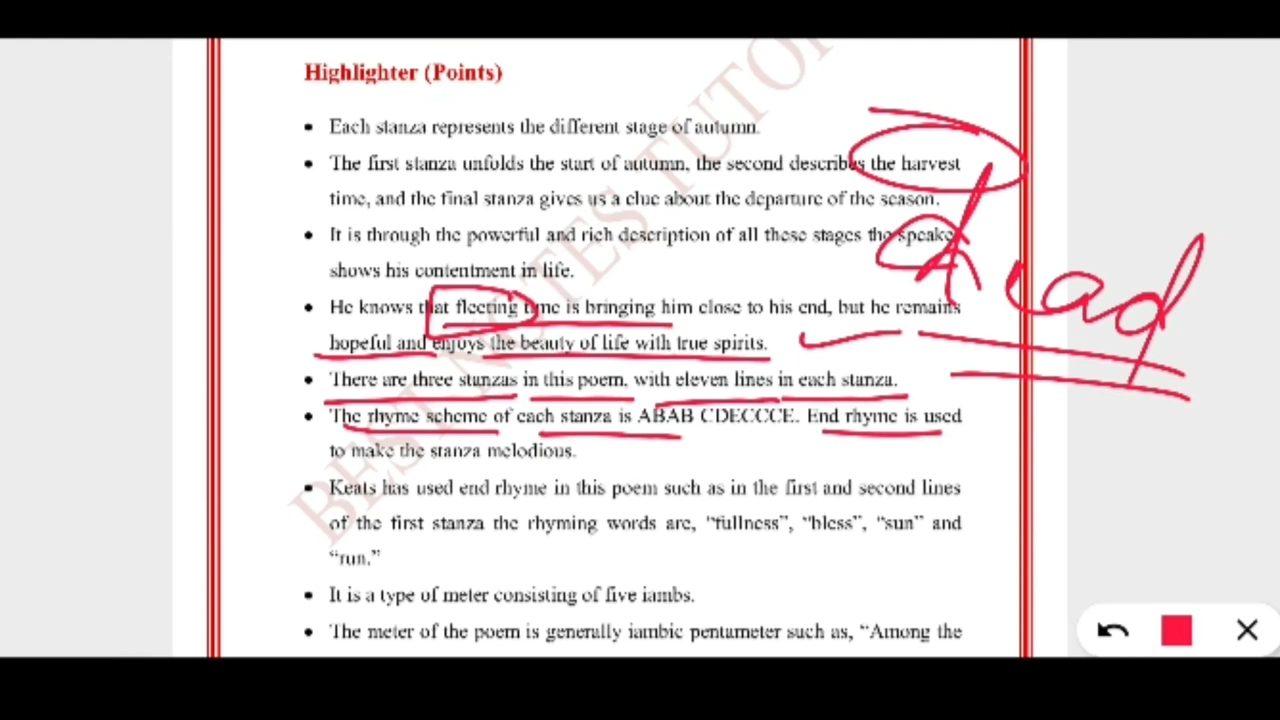 Highlighter (Points)
• Each stanza represents the different stage of autumn.
• The first stanza unfolds the start of autumn, the second describes the harvest
time, and the final stanza gives us a clue about the departure of the season.
• It is through the powerful and rich description of all these stages the speaker
shows his contentment in life.
• He knows that fleeting time is bringing him close to his end, but he remains
hopeful and enjoys the beauty of life with true spirits.
• There are three stanzas in this poem, with eleven lines in each stanza.
• The rhyme scheme of each stanza is ABAB CDECCCE. End rhyme is used
to make the stanza melodious.
• Keats has used end rhyme in this poem such as in the first and second lines
of the first stanza the rhyming words are, “fullness”, “bless”, “sun” and
“run.”
• It is a type of meter consisting of five iambs.
• The meter of the poem is generally iambic pentameter such as, “Among the
BEST NOTES TUTOR
dead